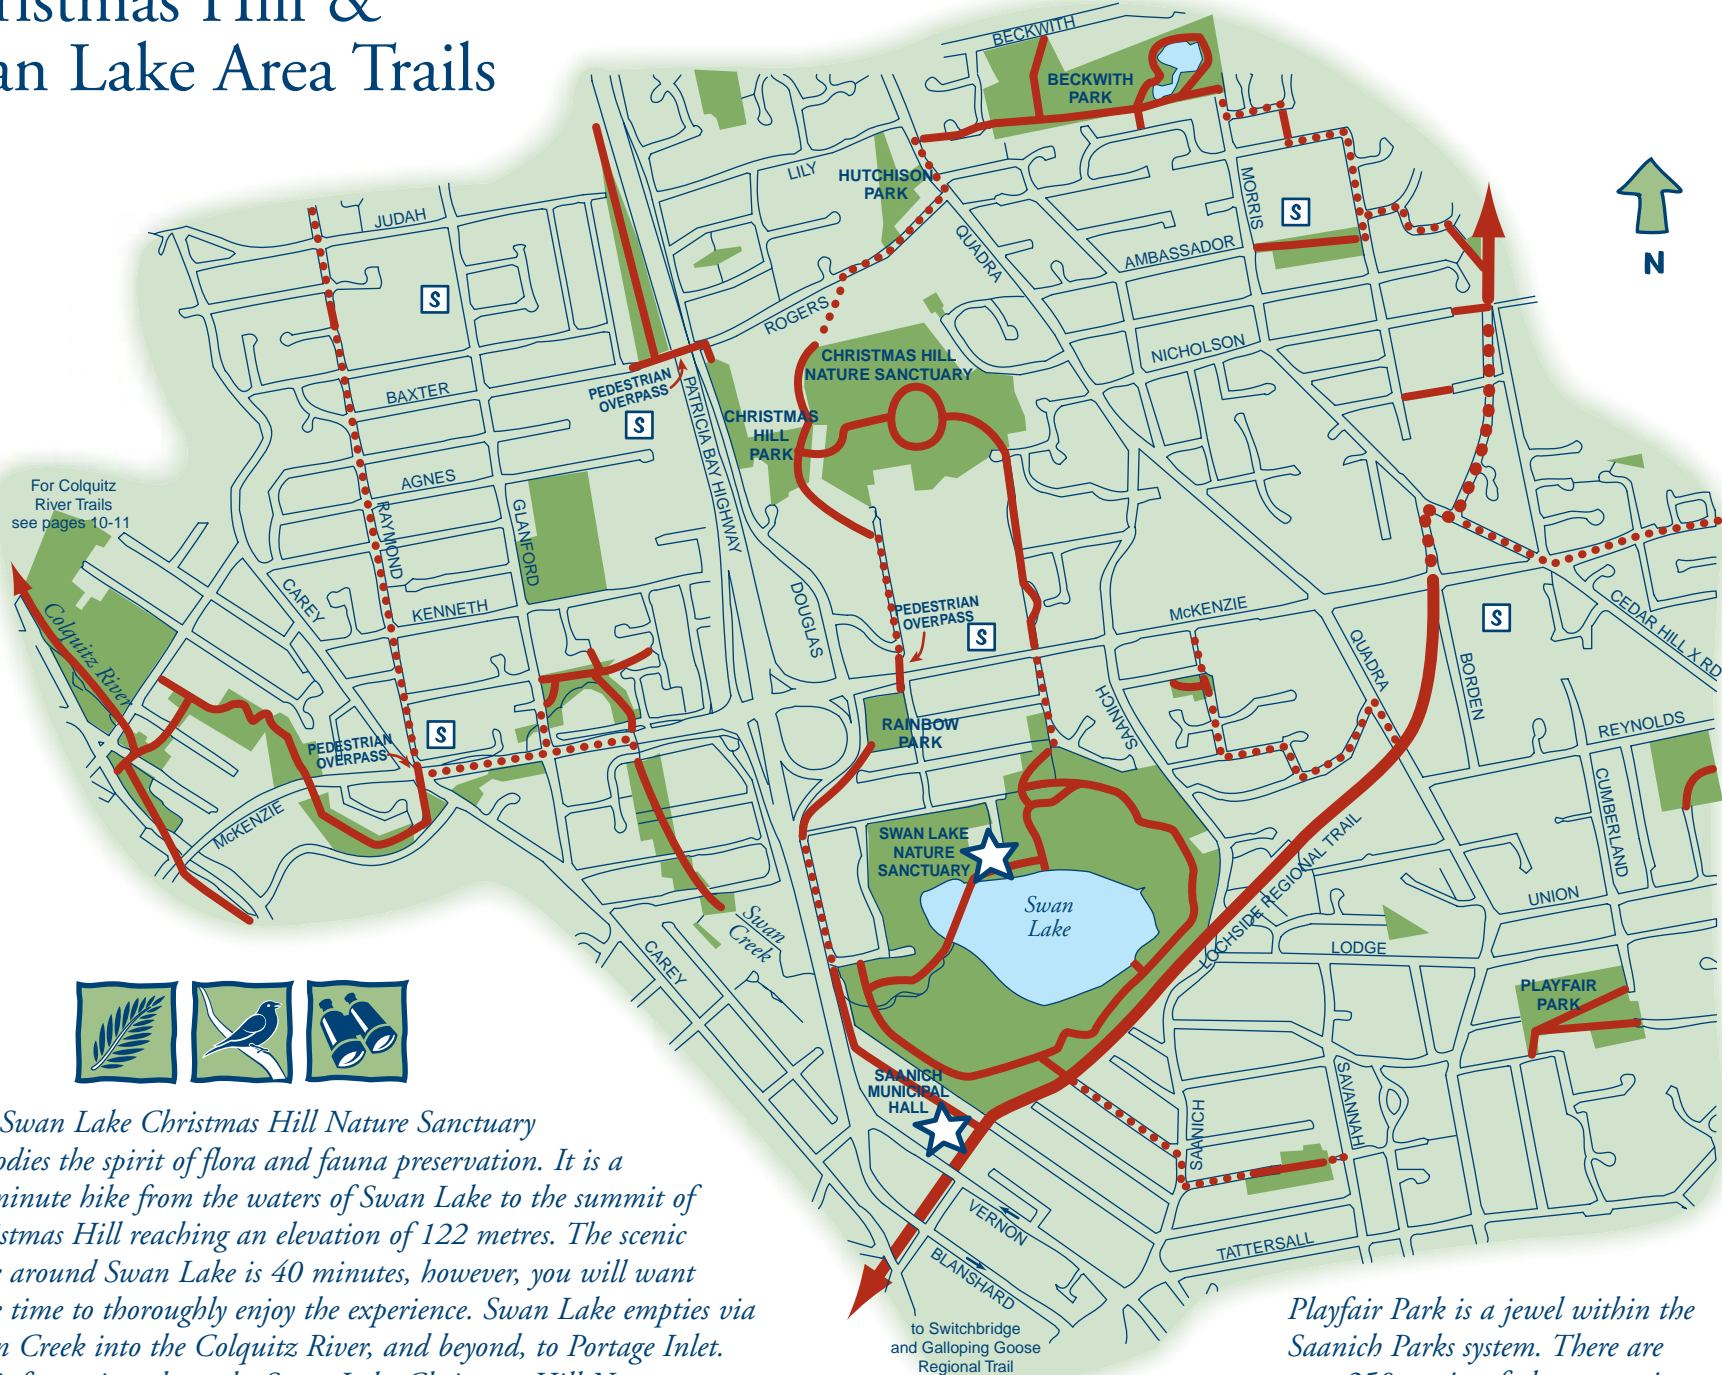 ristmas Hill &
an Lake Area Trails
BECKWITH
BECKWITH
PARK
LILY
HUTCHISON
PARK
MORRIS
S
N
JUDAH
QUADRA
AMBASSADOR
S
ROGERS
NICHOLSON
CHRISTMAS HILL
NATURE SANCTUARY
PEDESTRIAN
OVERPASS
BAXTER
S
PATRICIA BAY HIGHWAY
CHRISTMAS
HILL
PARK
AGNES
For Colquitz
River Trails
see pages 10-11
RAYMOND
GLANFORD
CAREY
KENNETH
DOUGLAS
PEDESTRIAN
OVERPASS
S
McKENZIE
S
CEDAR HILL X RD
Colquitz River
QUADRA
BORDEN
SAANICH
REYNOLDS
RAINBOW
PARK
S
PEDESTRIAN
OVERPASS
McKENZIE
CUMBERLAND
SWAN LAKE
NATURE
SANCTUARY
LOCHSIDE REGIONAL TRAIL
UNION
Swan
Lake
Swan
Creek
LODGE
CAREY
PLAYFAIR
PARK
SAANICH
MUNICIPAL
HALL
SAVANNAH
SAANICH
VERNON
BLANSHARD
TATTERSALL
to Switchbridge
and Galloping Goose
Regional Trail
Swan Lake Christmas Hill Nature Sanctuary
odies the spirit of flora and fauna preservation. It is a
minute hike from the waters of Swan Lake to the summit of
stmas Hill reaching an elevation of 122 metres. The scenic
around Swan Lake is 40 minutes, however, you will want
time to thoroughly enjoy the experience. Swan Lake empties via
n Creek into the Colquitz River, and beyond, to Portage Inlet.
Playfair Park is a jewel within the
Saanich Parks system. There are